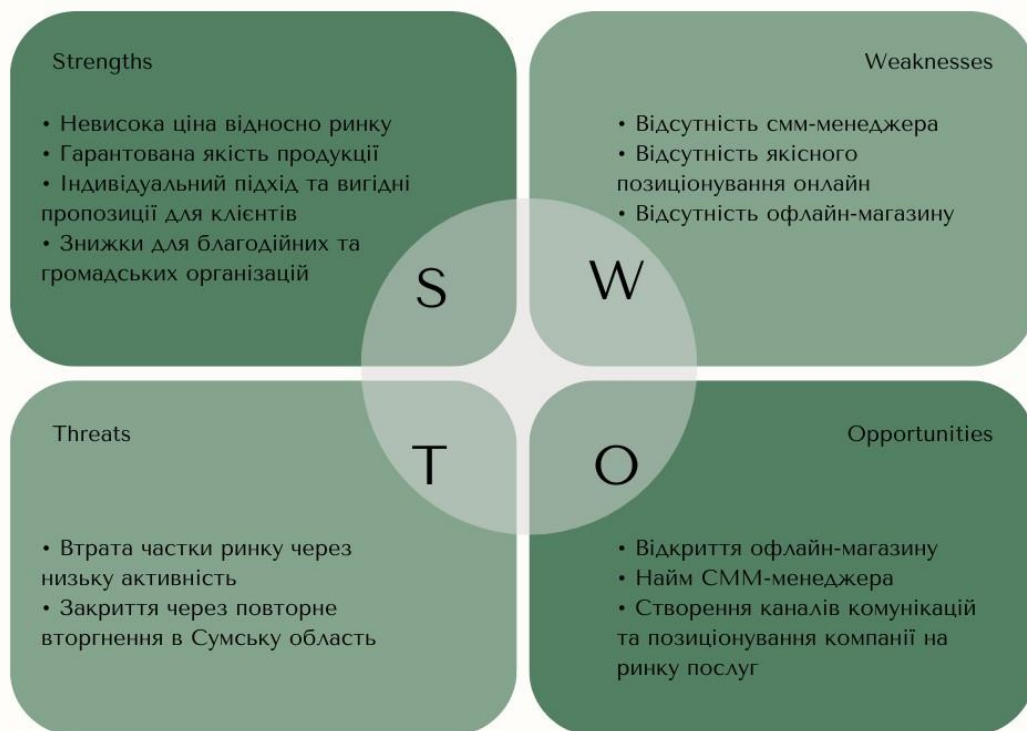 Strengths
• Невисока ціна відносно ринку
• Гарантована якість продукції
• Індивідуальний підхід та вигідні
пропозиції для клієнтів
• Знижки для благодійних та
громадських організацій
S
Weaknesses
• Відсутність смм-менеджера
• Відсутність якісного
позиціонування онлайн
• Відсутність офлайн-магазину
W
Threats
T
• Втрата частки ринку через
низьку активність
• Закриття через повторне
вторгнення в Сумську область
Opportunities
O
• Відкриття офлайн-магазину
• Найм СММ-менеджера
• Створення каналів комунікацій
та позиціонування компанії на
ринку послуг